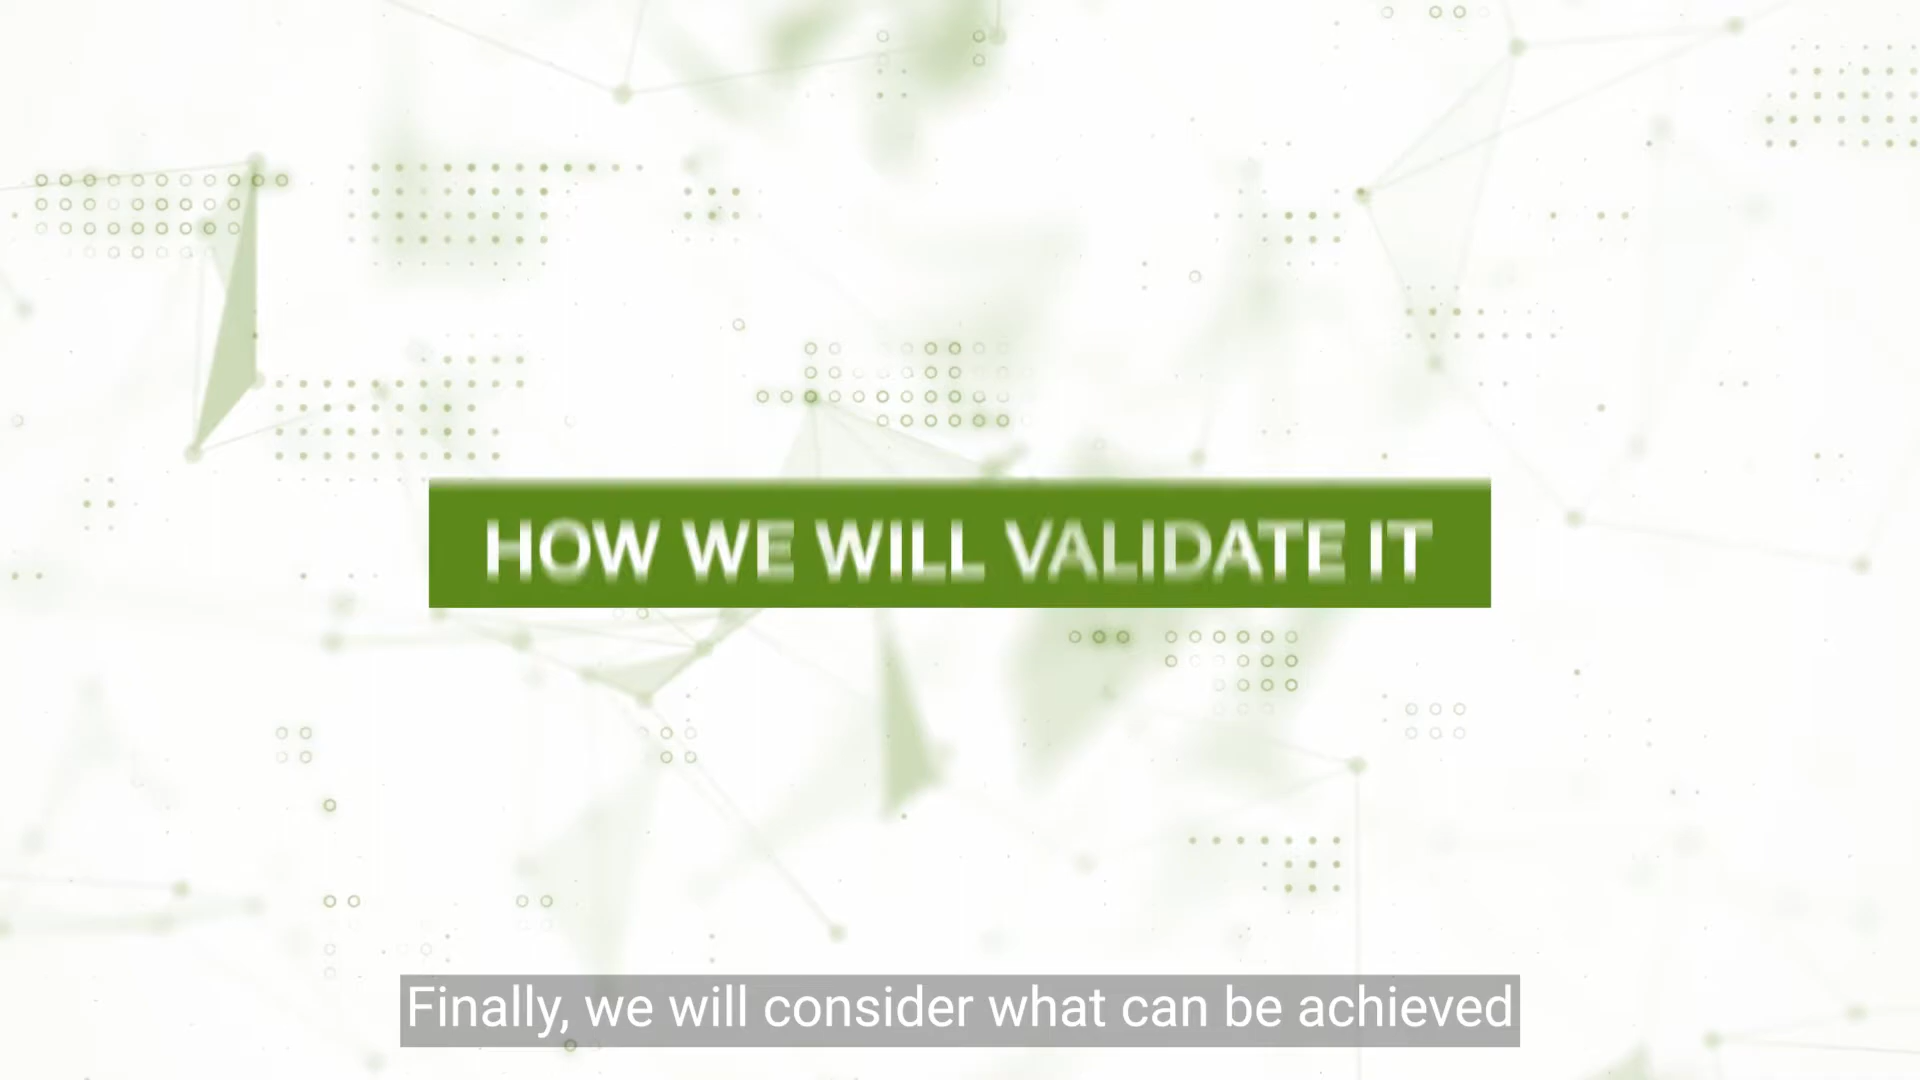 HOW WE WILL VALIDATE IT
Finally, we will consider what can be achieved